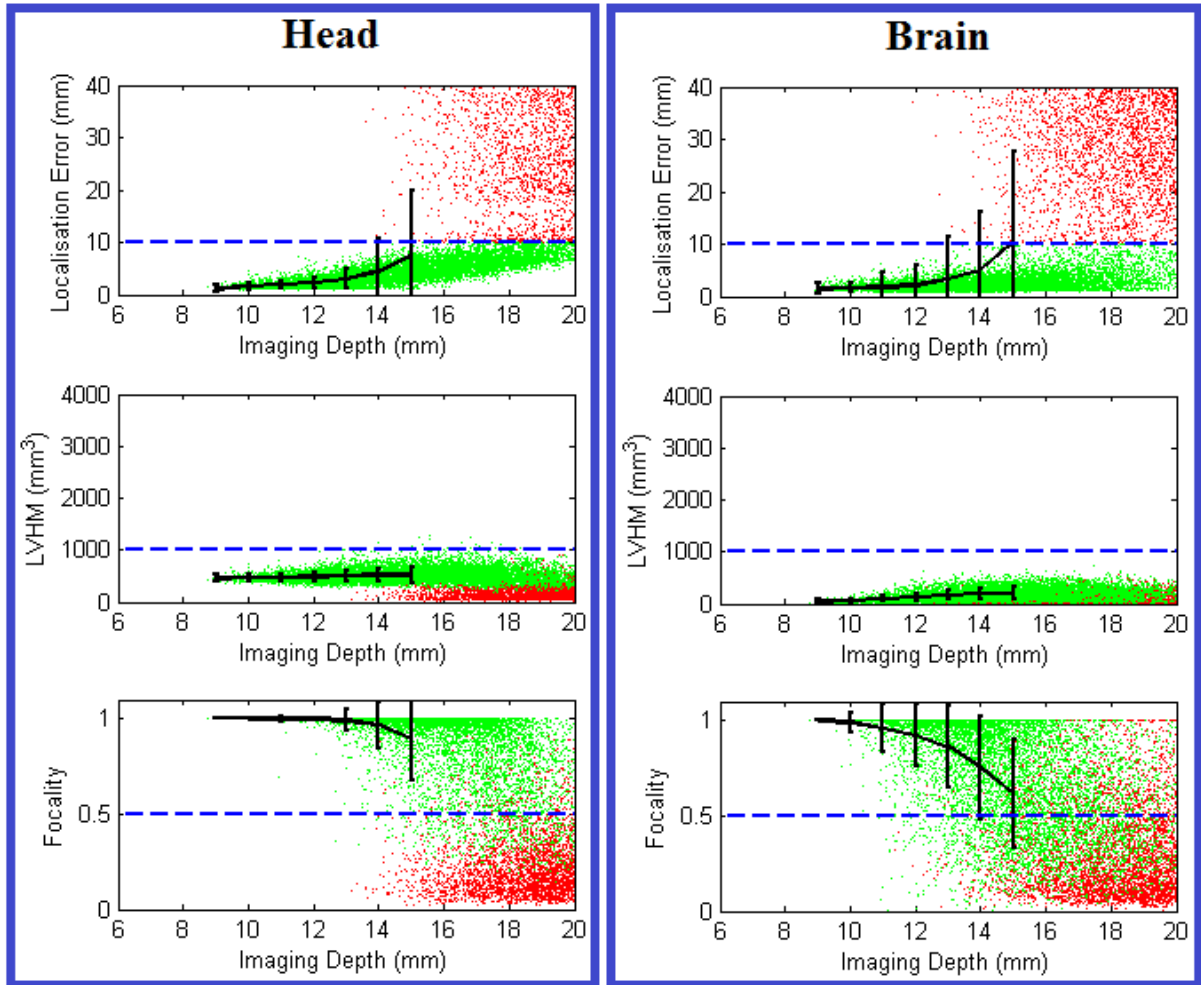 Head
40
30
20
10
0
Localisation Error (mm)
6 8 10 12 14 16 18 20
Imaging Depth (mm)
4000
3000
2000
1000
0
LVHM (mm³)
6 8 10 12 14 16 18 20
Imaging Depth (mm)
1
0.5
0
Focality
6 8 10 12 14 16 18 20
Imaging Depth (mm)
Brain
40
30
20
10
0
Localisation Error (mm)
6 8 10 12 14 16 18 20
Imaging Depth (mm)
4000
3000
2000
1000
0
LVHM (mm³)
6 8 10 12 14 16 18 20
Imaging Depth (mm)
1
0.5
0
Focality
6 8 10 12 14 16 18 20
Imaging Depth (mm)